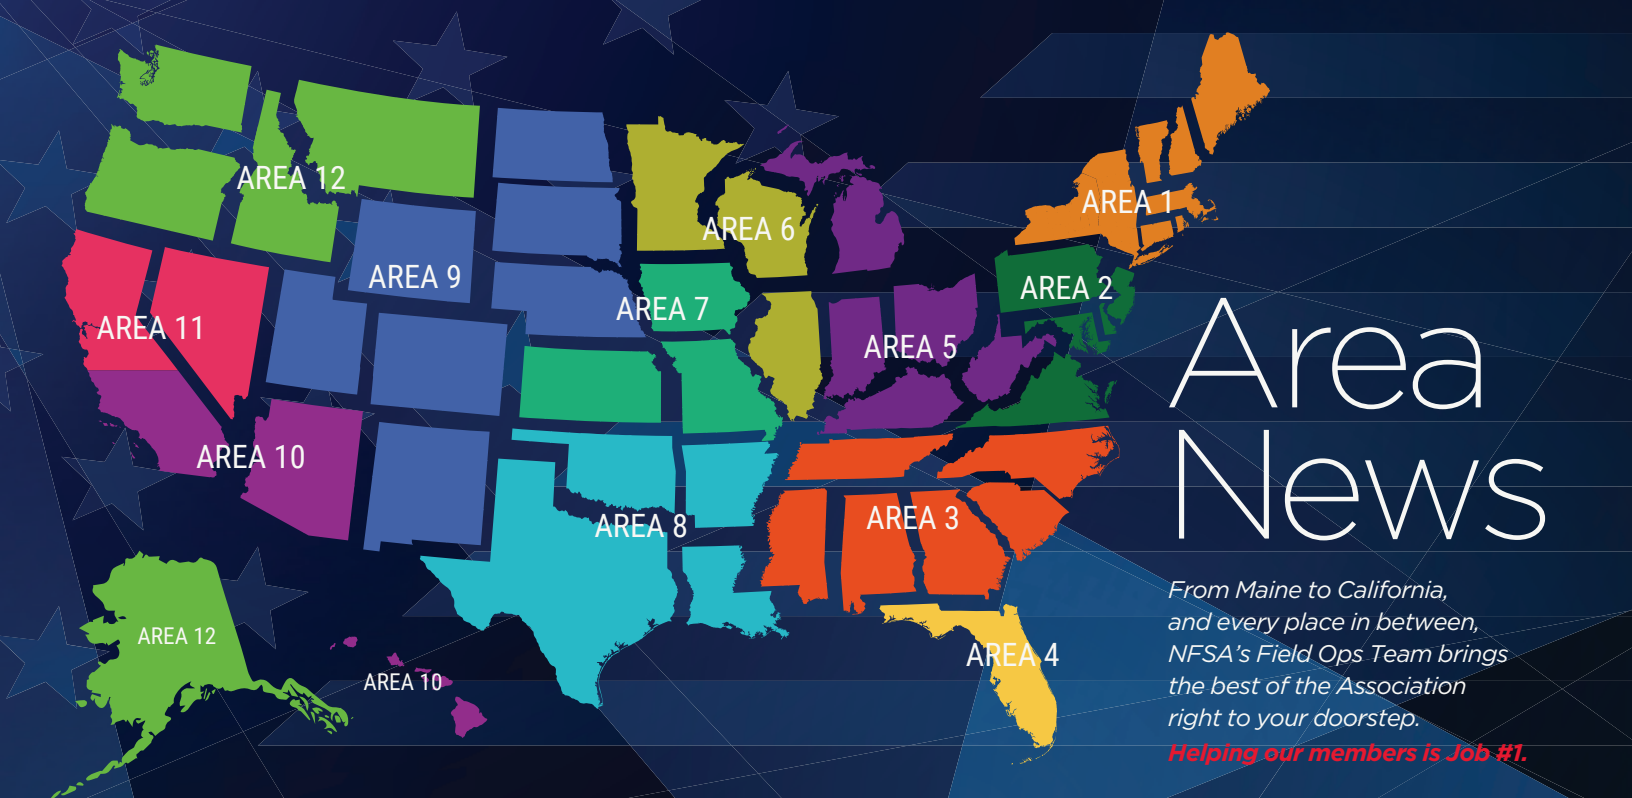 AREA 12
AREA 1
AREA 6
AREA 9
AREA 2
AREA 7
AREA 11
AREA 5
AREA 10
AREA 8
AREA 3
AREA 12
AREA 10
AREA 4
Area
News
From Maine to California,
and every place in between,
NFSA's Field Ops Team brings
the best of the Association
right to your doorstep.
Helping our members is Job #1.